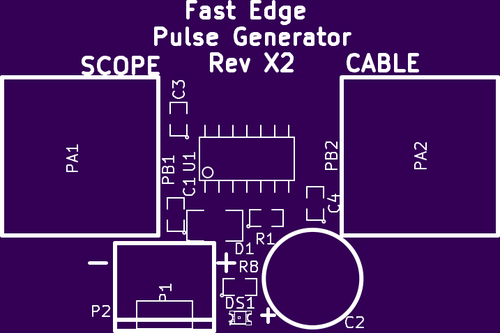 Fast Edge
Pulse Generator
SCOPE Rev X2 CABLE
C3
PA1 PB1 C1 U1 PB2 PA2
C4
R1
D1
− + R8
P1
P2 DS1 + C2